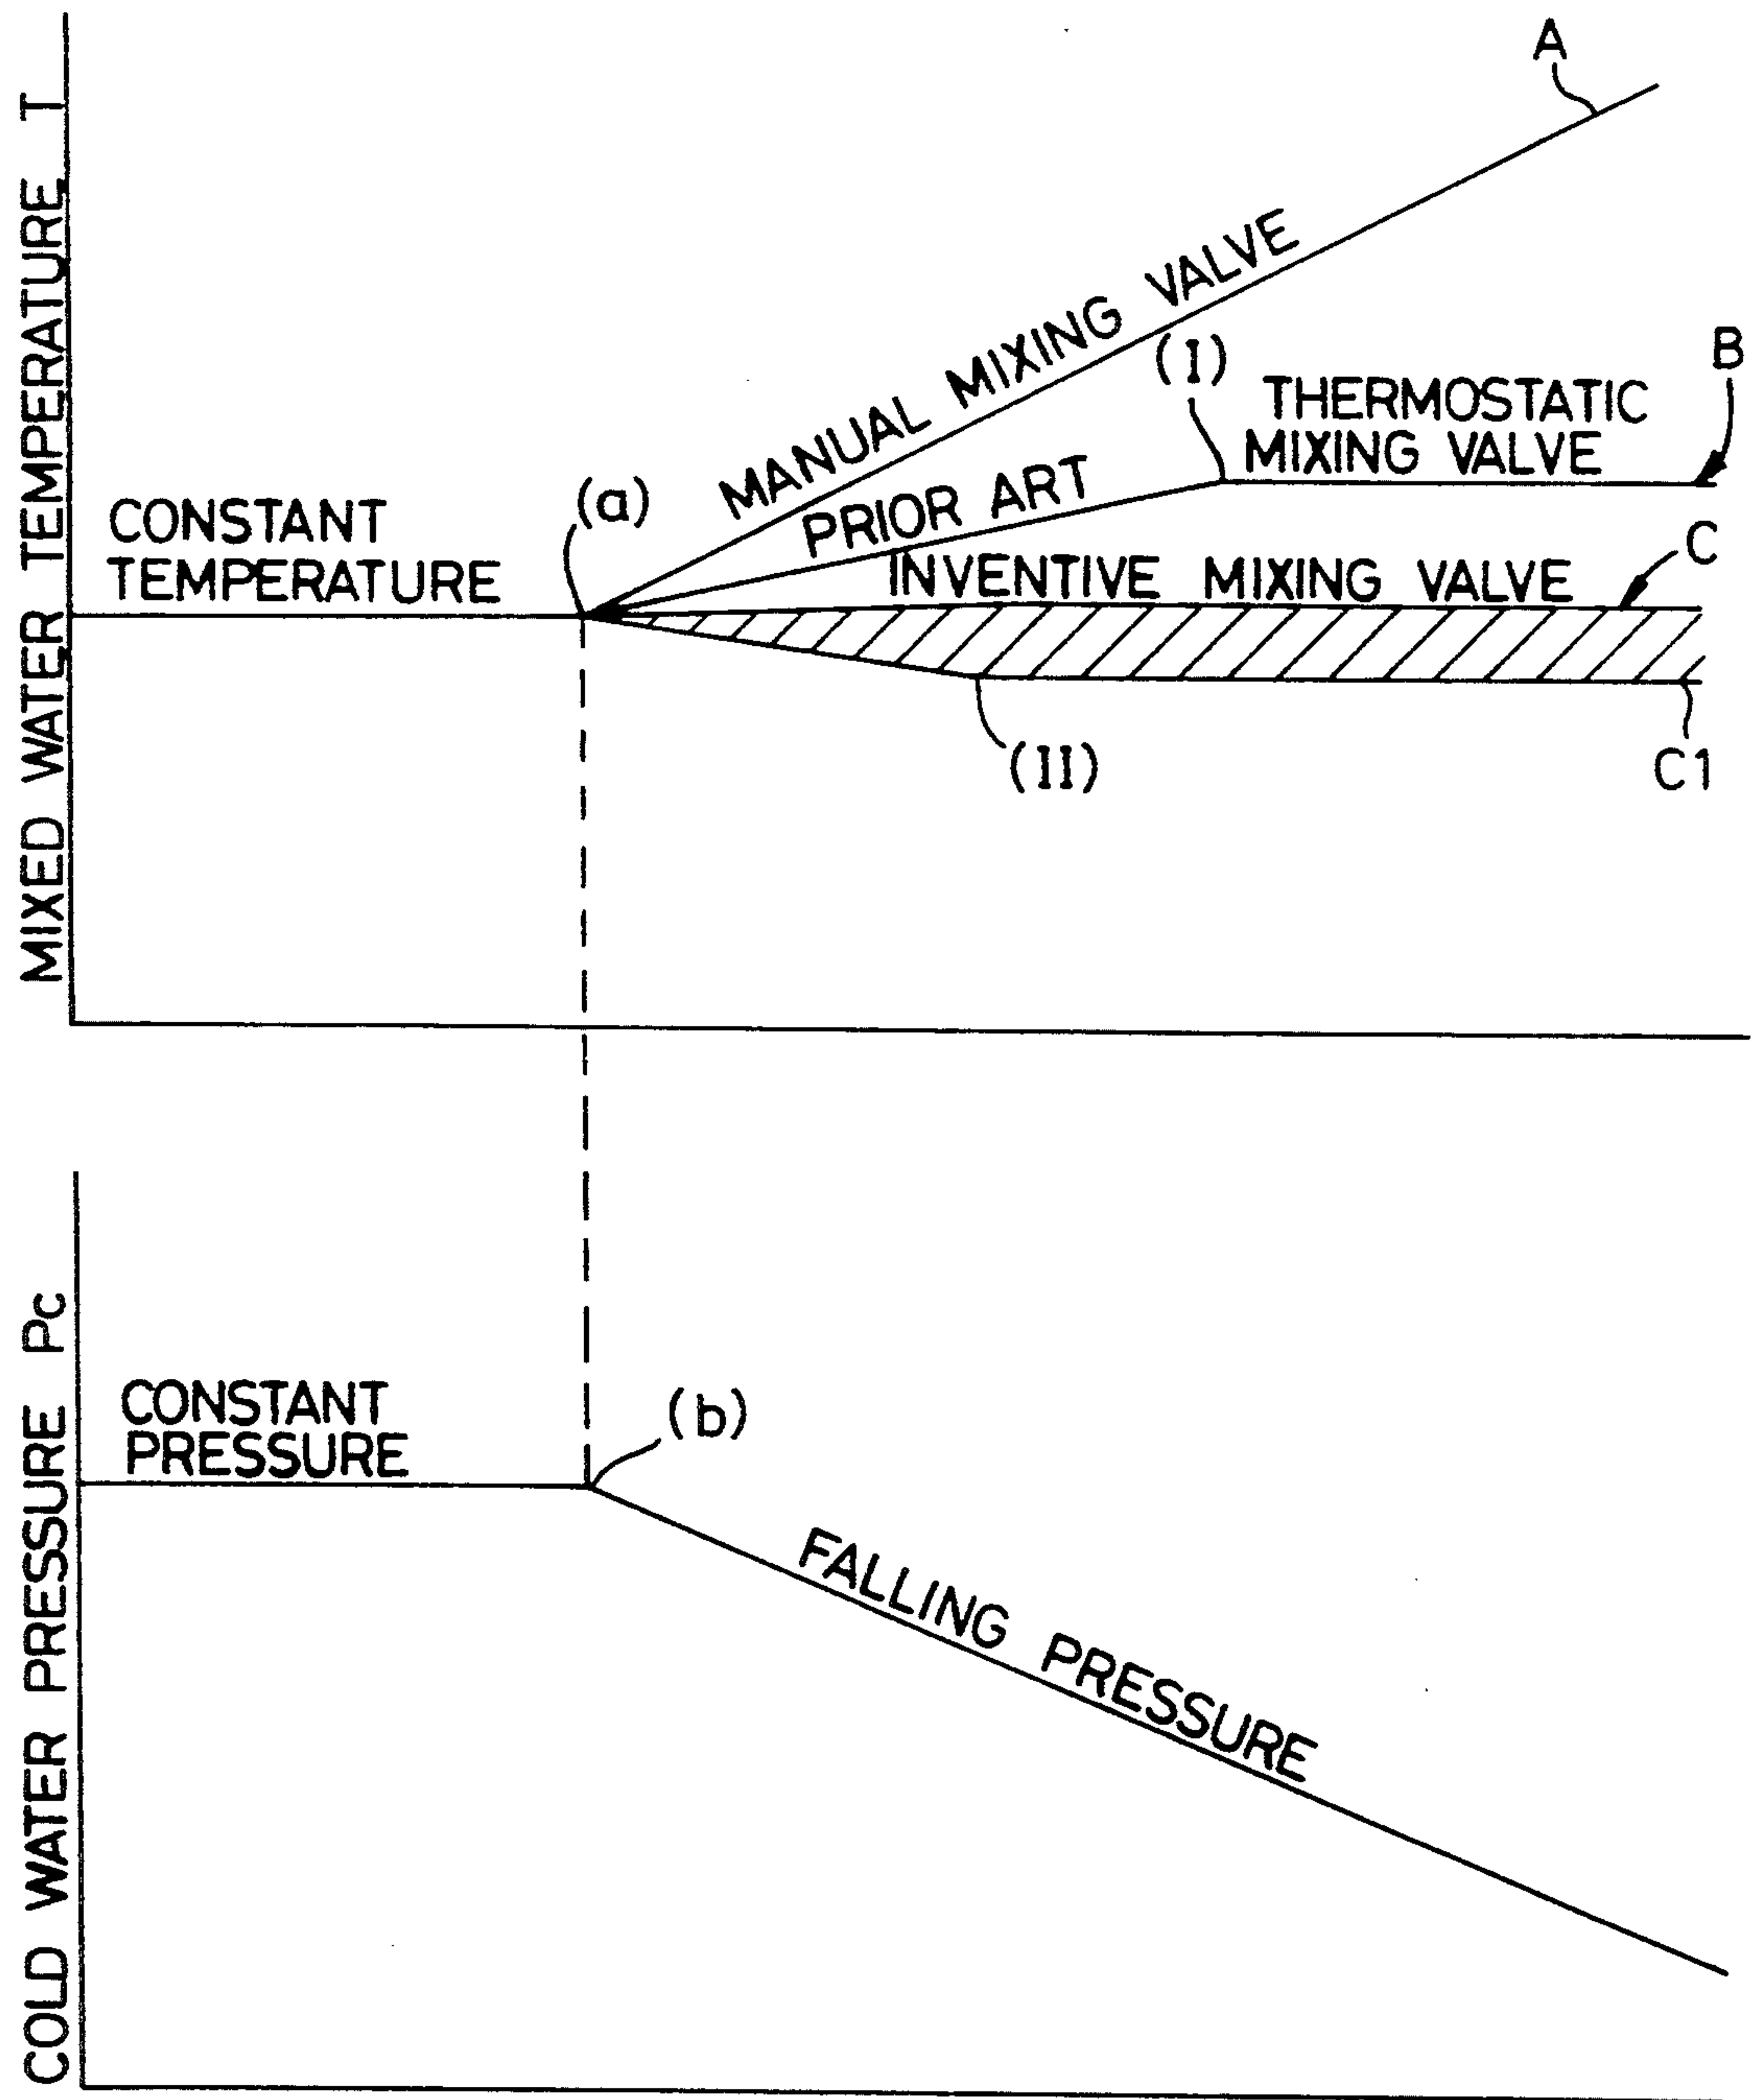 MIXED WATER TEMPERATURE T
A
MANUAL MIXING VALVE
(I)
B
THERMOSTATIC
MIXING VALVE
PRIOR ART
(a)
CONSTANT
TEMPERATURE
INVENTIVE MIXING VALVE
C
(II)
C1
COLD WATER PRESSURE Pc
CONSTANT
PRESSURE
(b)
FALLING PRESSURE